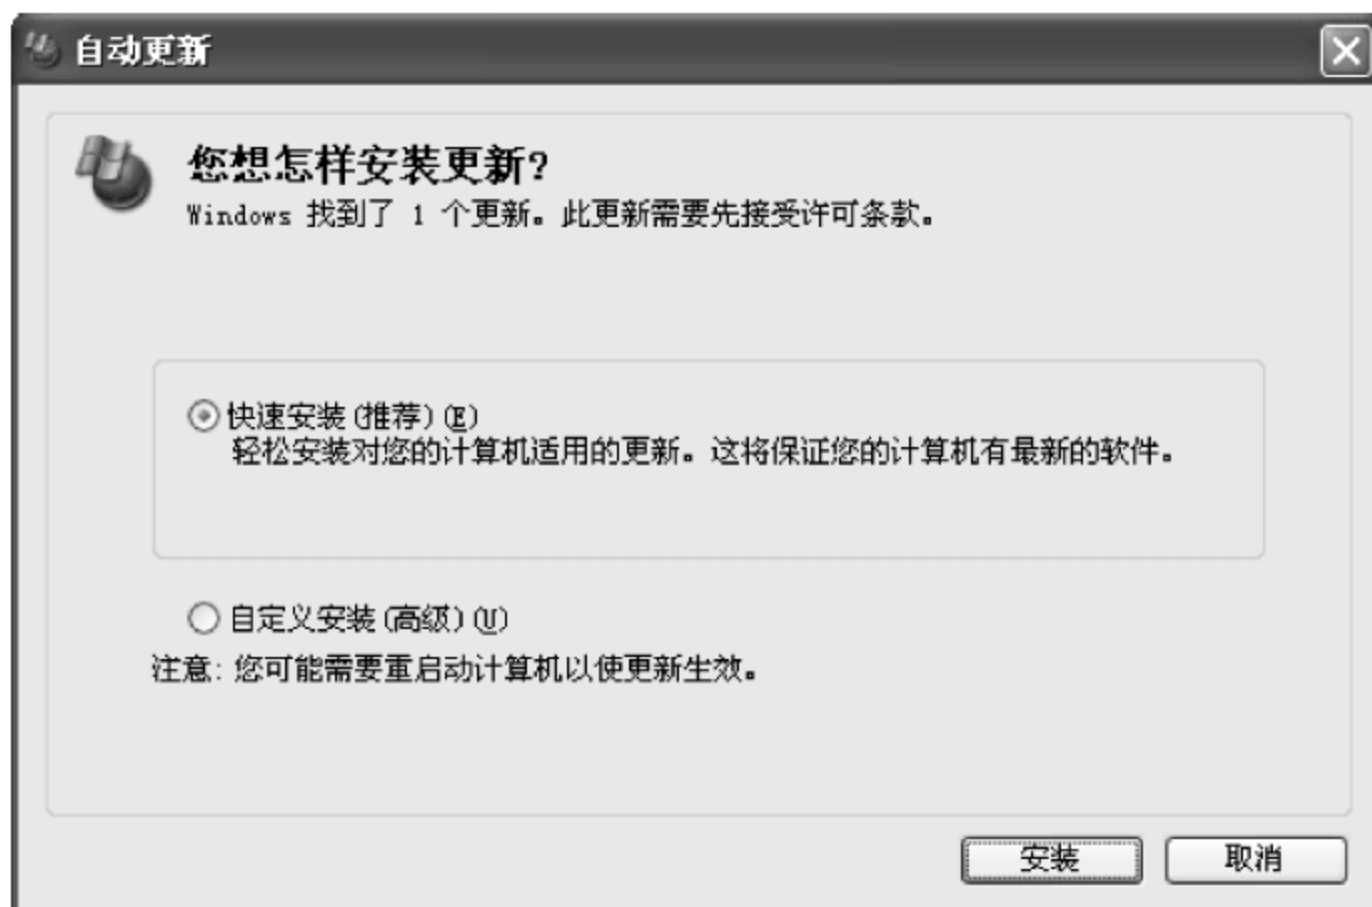 自动更新
您想怎样安装更新?
Windows 找到了 1 个更新。此更新需要先接受许可条款。
快速安装(推荐)(E)
轻松安装对您的计算机适用的更新。这将保证您的计算机有最新的软件。
自定义安装(高级)(U)
注意: 您可能需要重启动计算机以使更新生效。
安装
取消